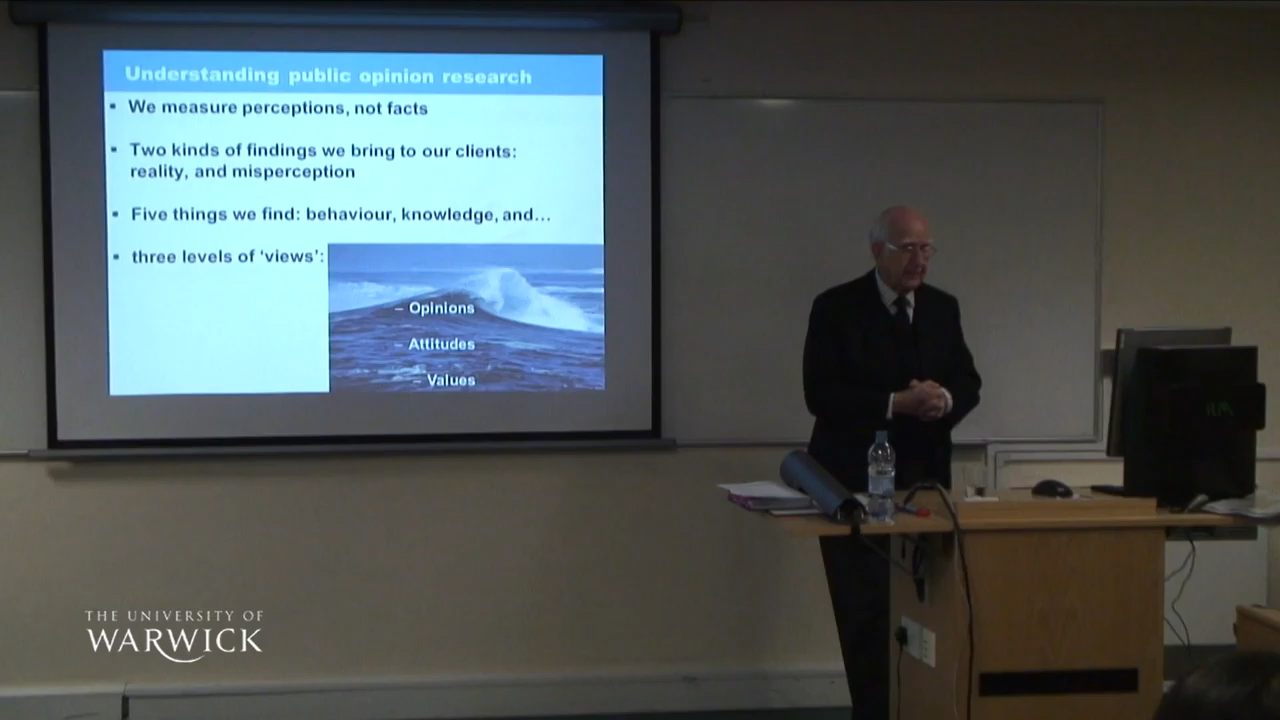 Understanding public opinion research
▪ We measure perceptions, not facts
▪ Two kinds of findings we bring to our clients:
reality, and misperception
▪ Five things we find: behaviour, knowledge, and…
▪ three levels of ‘views’:
– Opinions
– Attitudes
– Values
THE UNIVERSITY OF
WARWICK